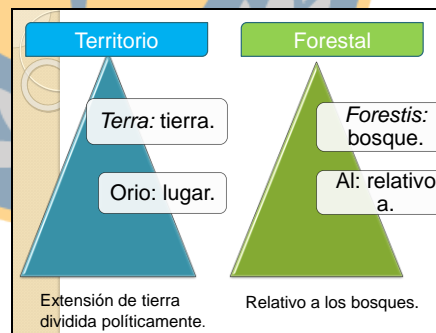 Territorio
Terra: tierra.
Orio: lugar.
Extensión de tierra
dividida políticamente.
Forestal
Forestis:
bosque.
Al: relativo
a.
Relativo a los bosques.